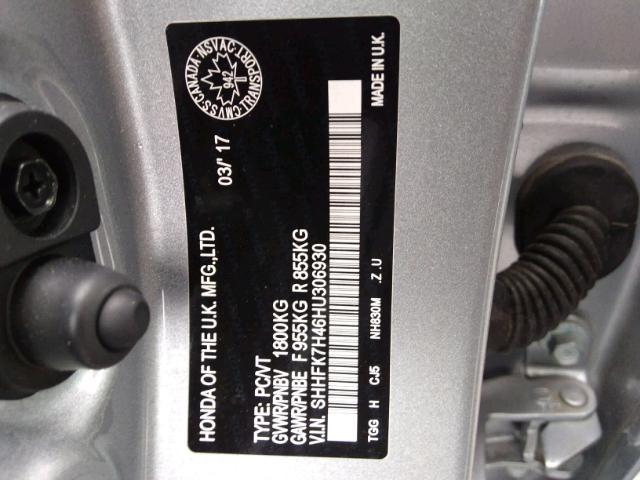 HONDA OF THE U.K. MFG.,LTD. 03/'17
CMVSS·CANADA·NSVAC·TRANSPORT
942
TYPE: PC/VT
GVWR/PNBV 1800KG
GAWR/PNBE F 955KG R 855KG
V.I.N. SHHFK7H46HU306930
MADE IN U.K.
TGG H CJ5 NH830M .Z.U